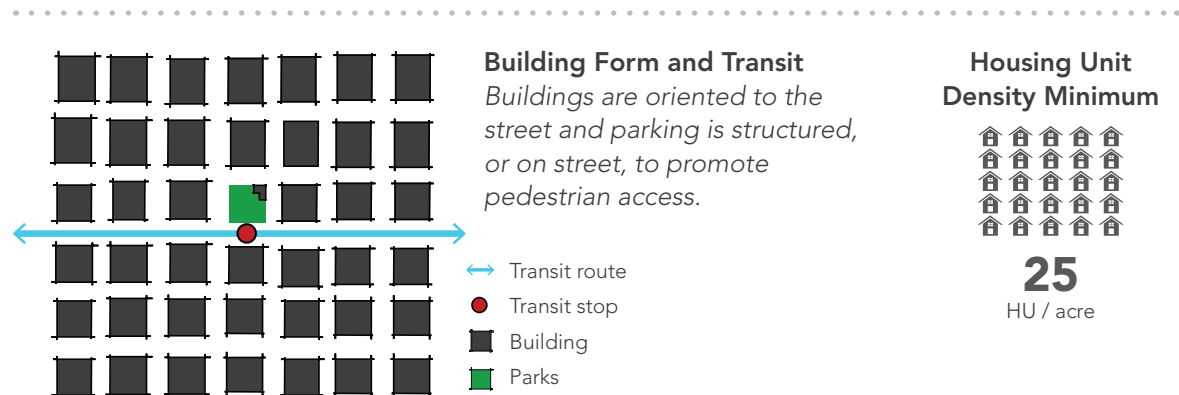 Building Form and Transit
Buildings are oriented to the
street and parking is structured,
or on street, to promote
pedestrian access.
Transit route
Transit stop
Building
Parks
Housing Unit
Density Minimum
25
HU / acre